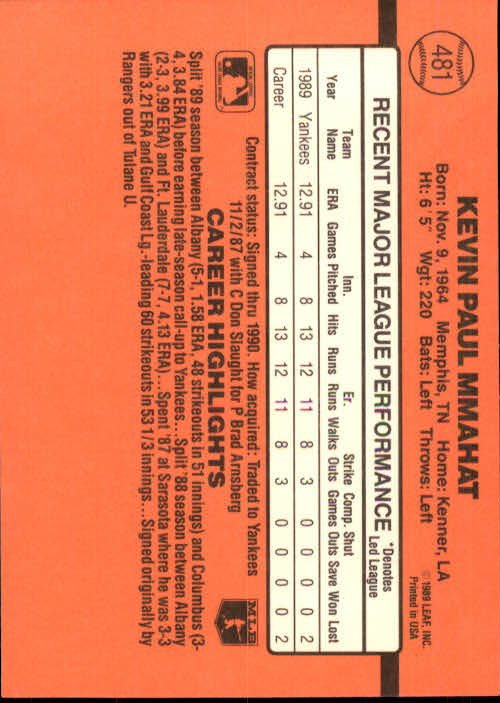 481
KEVIN PAUL MMAHAT
Born: Nov. 9, 1964 Memphis, TN Home: Kenner, LA
Ht: 6'5" Wgt: 220 Bats: Left Throws: Left
© 1989 LEAF, INC.
Printed in USA
RECENT MAJOR LEAGUE PERFORMANCE
*Denotes
Led League
Team Inn. Er. Strike Comp. Shut
Year Name ERA Games Pitched Hits Runs Runs Walks Outs Games Outs Save Won Lost
1989 Yankees 12.91 4 8 13 12 11 8 3 0 0 0 0 2
Career 12.91 4 8 13 12 11 8 3 0 0 0 0 2
Contract status: Signed thru 1990. How acquired: Traded to Yankees
11/2/87 with C Don Slaught for P Brad Arnsberg
MLB
CAREER HIGHLIGHTS
Split '89 season between Albany (5-1, 1.58 ERA, 48 strikeouts in 51 innings) and Columbus (3-
4, 3.84 ERA) before earning late-season call-up to Yankees...Split '88 season between Albany
(2-3, 3.99 ERA) and Ft. Lauderdale (7-7, 4.13 ERA)...Spent '87 at Sarasota where he was 3-3
with 3.21 ERA and Gulf Coast Lg.-leading 60 strikeouts in 53 1/3 innings...Signed originally by
Rangers out of Tulane U.